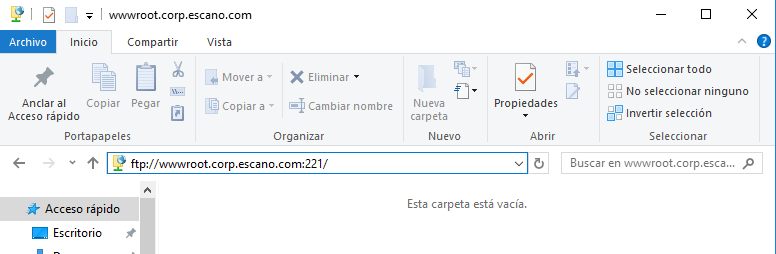 wwwroot.corp.escano.com
Archivo Inicio Compartir Vista
Anclar al Acceso rápido
Copiar
Pegar
Portapapeles
Mover a
Copiar a
Eliminar
Cambiar nombre
Organizar
Nueva carpeta
Nuevo
Propiedades
Abrir
Seleccionar todo
No seleccionar ninguno
Invertir selección
Seleccionar
ftp://wwwroot.corp.escano.com:221/
Buscar en wwwroot.corp.esca...
Acceso rápido
Escritorio
Esta carpeta está vacía.